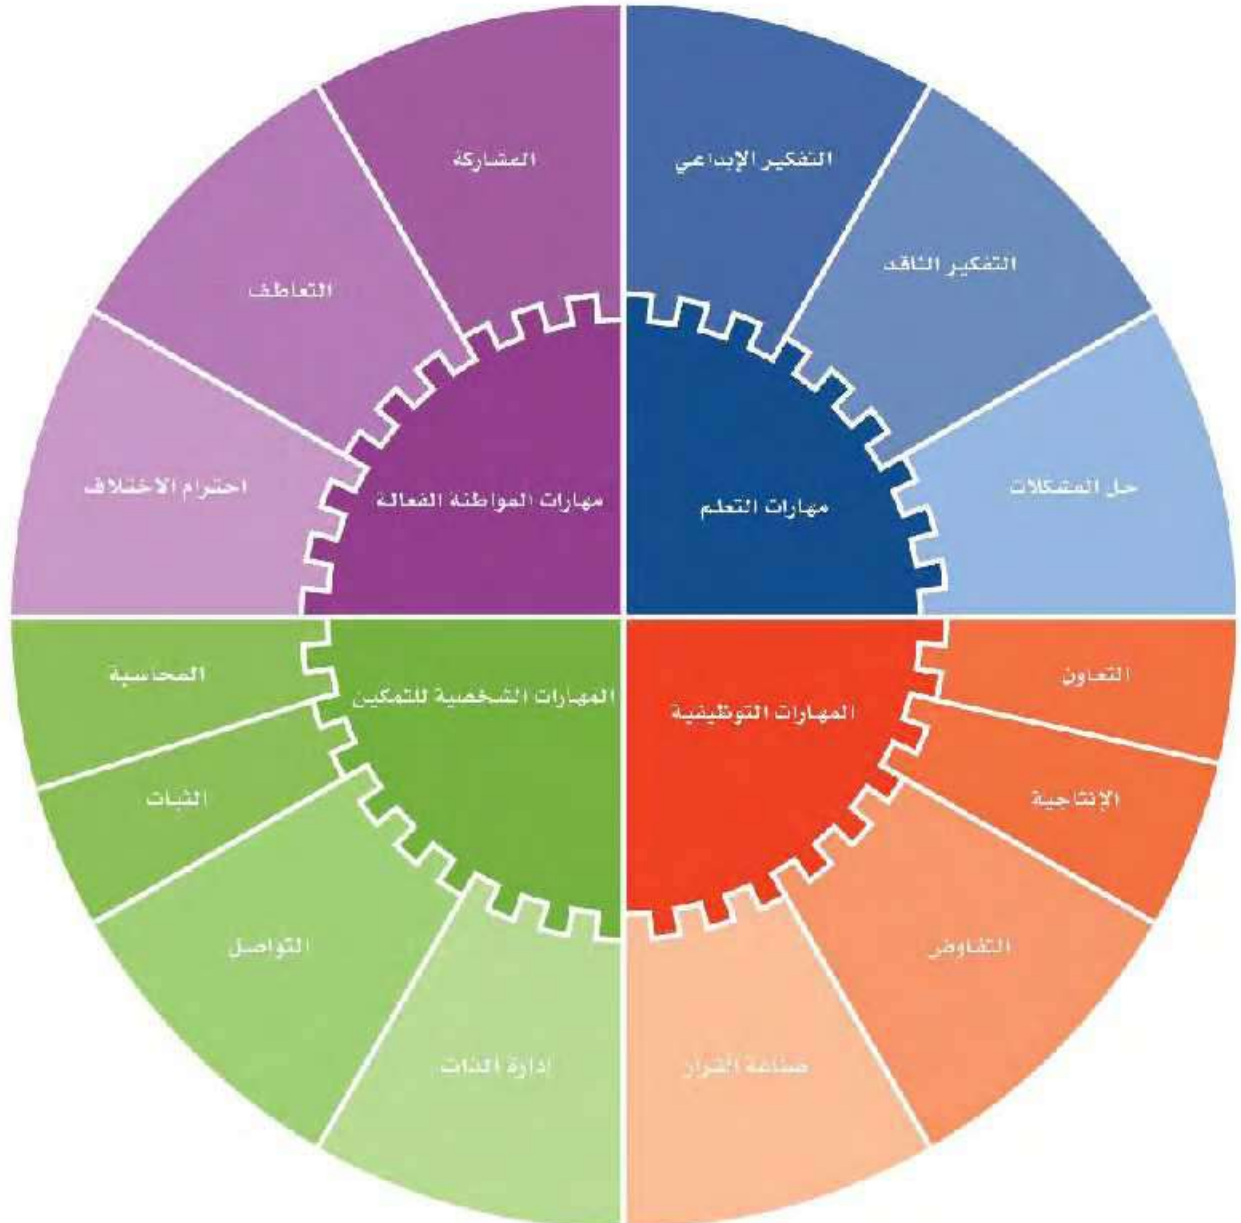 المشاركة
التفكير الإبداعي
التعاطف
التفكير الناقد
احترام الاختلاف
مهارات المواطنة الفعالة
مهارات التعلم
حل المشكلات
المحاسبة
المهارات الشخصية للتمكين
المهارات التوظيفية
التعاون
الثبات
الإنتاجية
التواصل
التفاوض
إدارة الذات
صناعة القرار